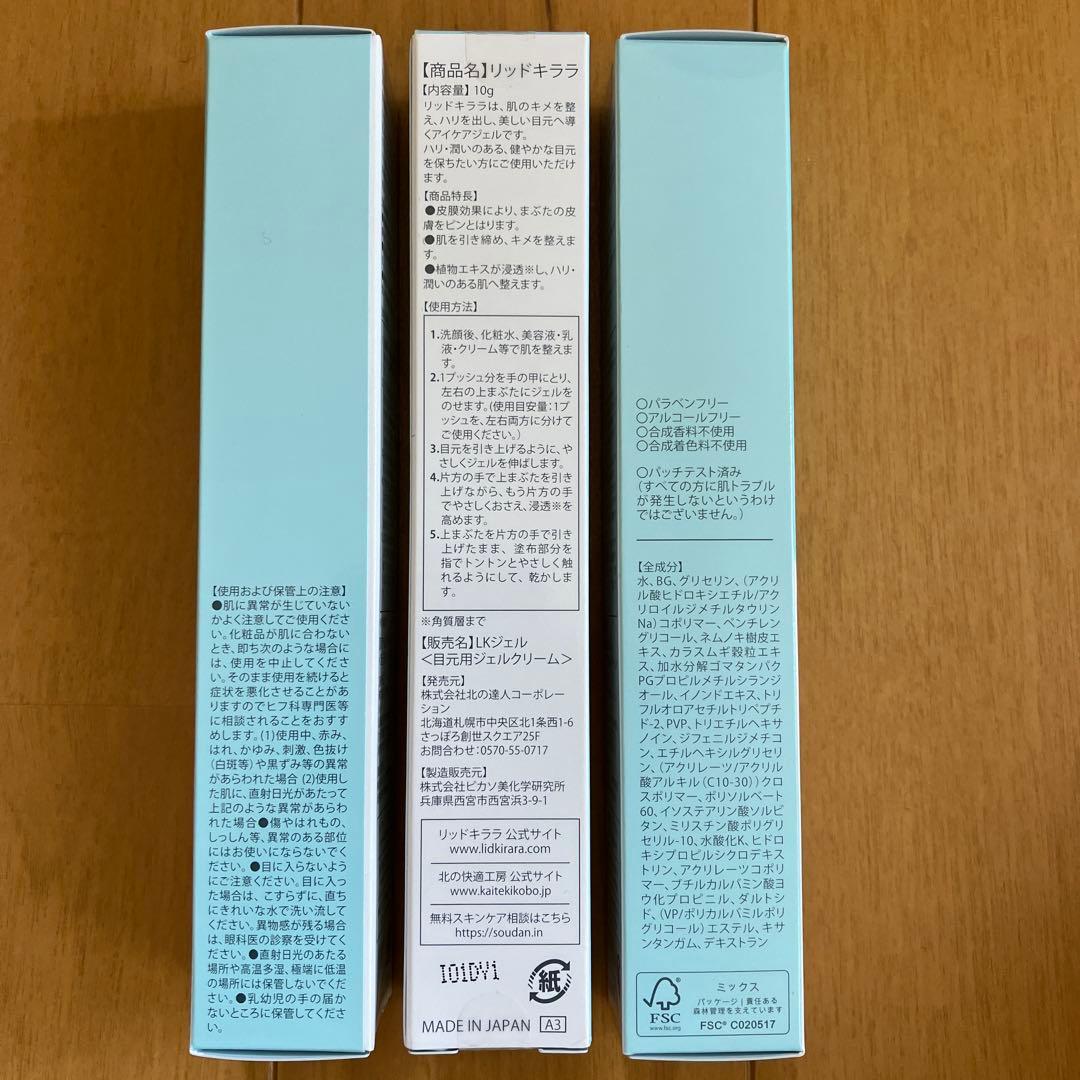 【使用および保管上の注意】
●肌に異常が生じていない
かよく注意してご使用くださ
い。化粧品が肌に合わない
とき、即ち次のような場合に
は、使用を中止してくださ
い。そのまま使用を続けると
症状を悪化させることがあ
りますのでヒフ科専門医等
に相談されることをおすす
めします。(1)使用中、赤み、
はれ、かゆみ、刺激、色抜け
(白斑等)や黒ずみ等の異常
があらわれた場合 (2)使用し
た肌に、直射日光があたって
上記のような異常があらわ
れた場合●傷やはれもの、
しっしん等、異常のある部位
にはお使いにならないでく
ださい。●目に入らないよう
にご注意ください。目に入っ
た場合は、こすらずに、直ち
にきれいな水で洗い流して
ください。異物感が残る場合
は、眼科医の診察を受けてく
ださい。●直射日光のあたる
場所や高温多湿、極端に低温
の場所には保管しないでくだ
さい。●乳幼児の手の届か
ないところに保管してくださ
い。
【商品名】リッドキララ
【内容量】10g
リッドキララは、肌のキメを整
え、ハリを出し、美しい目元へ導
くアイケアジェルです。
ハリ・潤いのある、健やかな目元
を保ちたい方にご使用いただけ
ます。
【商品特長】
●皮膜効果により、まぶたの皮
膚をピンとはります。
●肌を引き締め、キメを整えま
す。
●植物エキスが浸透※し、ハリ・
潤いのある肌へ整えます。
【使用方法】
1.洗顔後、化粧水、美容液・乳
液・クリーム等で肌を整えま
す。
2.1プッシュ分を手の甲にとり、
左右の上まぶたにジェルを
のせます。(使用目安量:1プ
ッシュを、左右両方に分けて
ご使用ください。)
3.目元を引き上げるように、や
さしくジェルを伸ばします。
4.片方の手で上まぶたを引き
上げながら、もう片方の手
でやさしくおさえ、浸透※を
高めます。
5.上まぶたを片方の手で引き
上げたまま、塗布部分を
指でトントンとやさしく触
れるようにして、乾かしま
す。
※角質層まで
【販売名】LKジェル
<目元用ジェルクリーム>
【発売元】
株式会社北の達人コーポレー
ション
北海道札幌市中央区北1条西1-6
さっぽろ創世スクエア25F
お問合わせ:0570-55-0717
【製造販売元】
株式会社ピカソ美化学研究所
兵庫県西宮市西宮浜3-9-1
リッドキララ 公式サイト
www.lidkirara.com
北の快適工房 公式サイト
www.kaitekikobo.jp
無料スキンケア相談はこちら
https://soudan.in
I01DV1
紙
MADE IN JAPAN A3
○パラベンフリー
○アルコールフリー
○合成香料不使用
○合成着色料不使用
○パッチテスト済み
(すべての方に肌トラブル
が発生しないというわけ
ではございません。)
【全成分】
水、BG、グリセリン、(アクリ
ル酸ヒドロキシエチル/アク
リロイルジメチルタウリン
Na)コポリマー、ペンチレン
グリコール、ネムノキ樹皮エ
キス、カラスムギ穀粒エキ
ス、加水分解ゴマタンパク
PGプロピルメチルシランジ
オール、イノンドエキス、トリ
フルオロアセチルトリペプチ
ド-2、PVP、トリエチルヘキサ
ノイン、ジフェニルジメチコ
ン、エチルヘキシルグリセリ
ン、(アクリレーツ/アクリル
酸アルキル(C10-30))クロ
スポリマー、ポリソルベート
60、イソステアリン酸ソルビ
タン、ミリスチン酸ポリグリ
セリル-10、水酸化K、ヒドロ
キシプロピルシクロデキス
トリン、アクリレーツコポリ
マー、ブチルカルバミン酸ヨ
ウ化プロピニル、ダルトシ
ド、(VP/ポリカルバミルポリ
グリコール)エステル、キサ
ンタンガム、デキストラン
FSC
www.fsc.org
ミックス
パッケージ|責任ある
森林管理を支えています
FSC® C020517